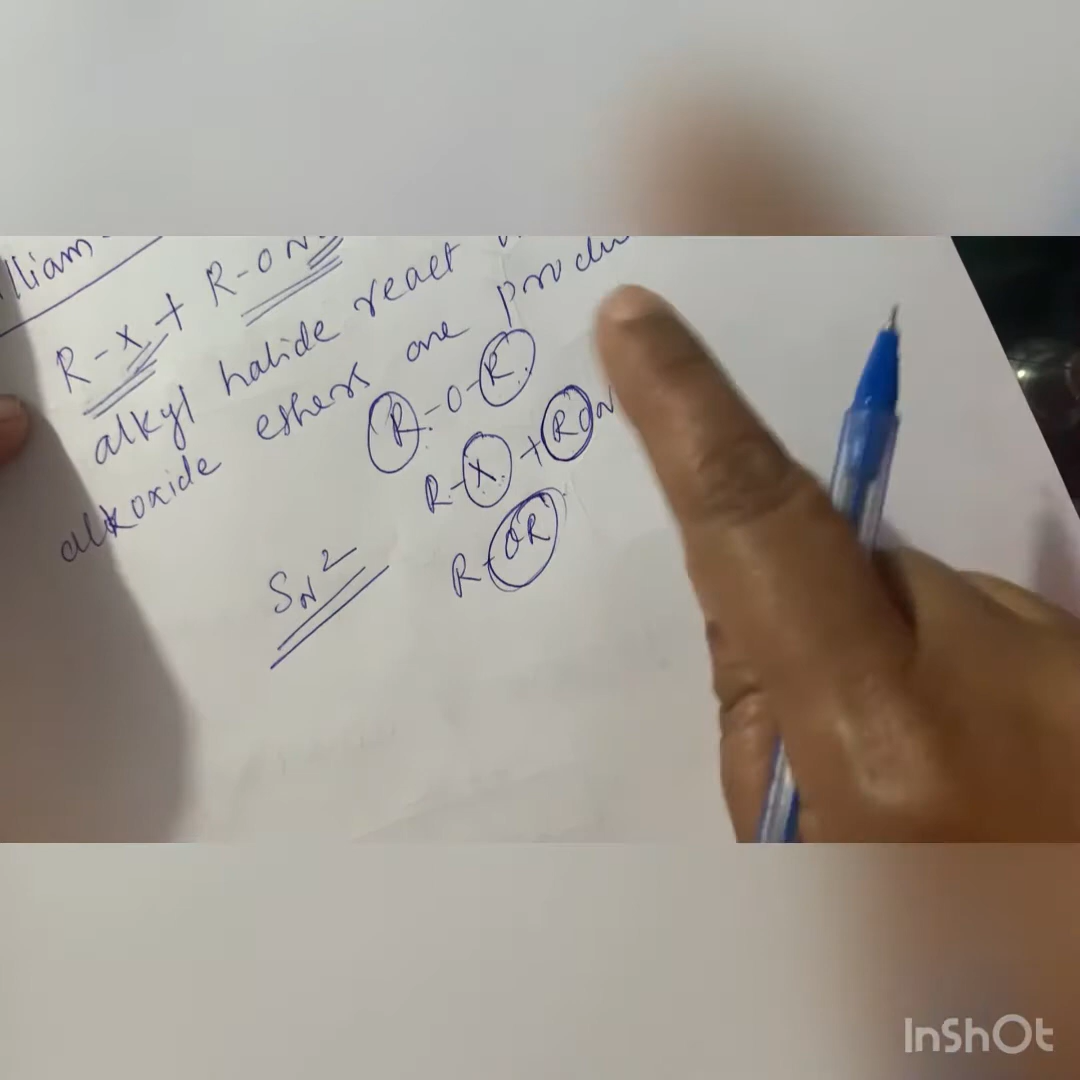 lliam
R-X + R-ON
alkyl halide react
alkoxide ethers are produ
R-O-R
R-X + RON
SN2 R-OR
InShOt